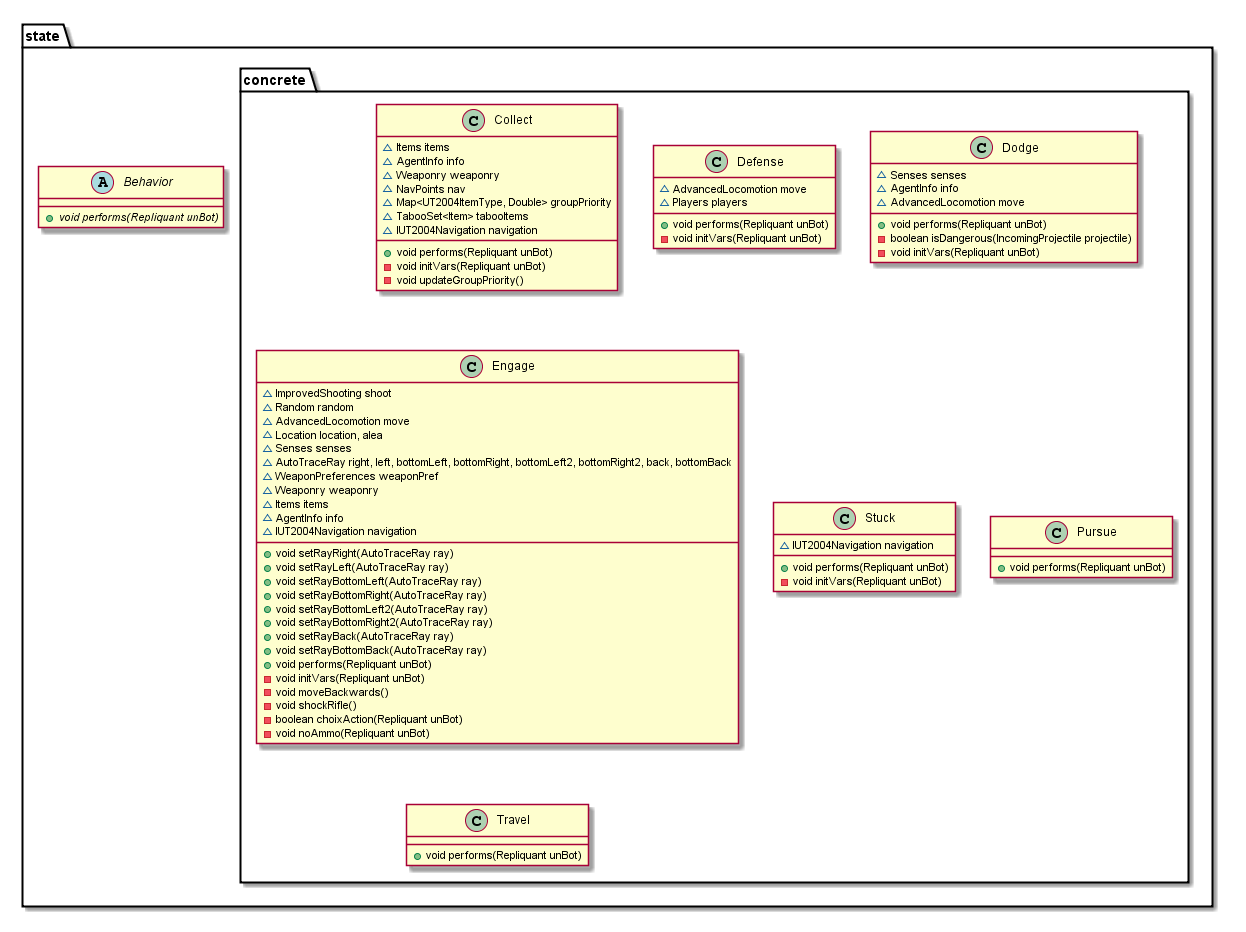 state
concrete
A Behavior
void performs(Repliquant unBot)
C Collect
Items items
AgentInfo info
Weaponry weaponry
NavPoints nav
Map<UT2004ItemType, Double> groupPriority
TabooSet<Item> tabooItems
IUT2004Navigation navigation
void performs(Repliquant unBot)
void initVars(Repliquant unBot)
void updateGroupPriority()
C Defense
AdvancedLocomotion move
Players players
void performs(Repliquant unBot)
void initVars(Repliquant unBot)
C Dodge
Senses senses
AgentInfo info
AdvancedLocomotion move
void performs(Repliquant unBot)
boolean isDangerous(IncomingProjectile projectile)
void initVars(Repliquant unBot)
C Engage
ImprovedShooting shoot
Random random
AdvancedLocomotion move
Location location, alea
Senses senses
AutoTraceRay right, left, bottomLeft, bottomRight, bottomLeft2, bottomRight2, back, bottomBack
WeaponPreferences weaponPref
Weaponry weaponry
Items items
AgentInfo info
IUT2004Navigation navigation
void setRayRight(AutoTraceRay ray)
void setRayLeft(AutoTraceRay ray)
void setRayBottomLeft(AutoTraceRay ray)
void setRayBottomRight(AutoTraceRay ray)
void setRayBottomLeft2(AutoTraceRay ray)
void setRayBottomRight2(AutoTraceRay ray)
void setRayBack(AutoTraceRay ray)
void setRayBottomBack(AutoTraceRay ray)
void performs(Repliquant unBot)
void initVars(Repliquant unBot)
void moveBackwards()
void shockRifle()
boolean choixAction(Repliquant unBot)
void noAmmo(Repliquant unBot)
C Stuck
IUT2004Navigation navigation
void performs(Repliquant unBot)
void initVars(Repliquant unBot)
C Pursue
void performs(Repliquant unBot)
C Travel
void performs(Repliquant unBot)